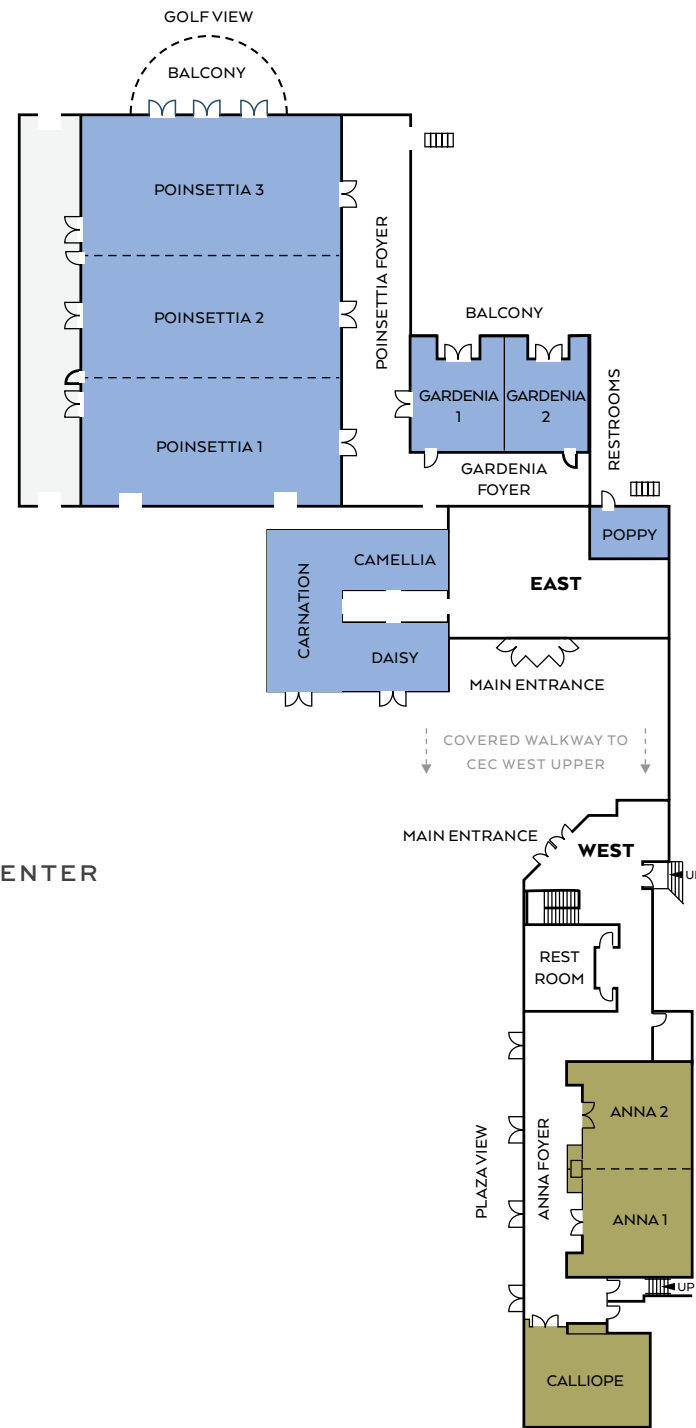 GOLF VIEW
BALCONY
POINSETTIA 3
POINSETTIA FOYER
POINSETTIA 2
BALCONY
GARDENIA
1
GARDENIA
2
RESTROOMS
POINSETTIA 1
GARDENIA
FOYER
POPPY
CAMELLIA
EAST
CARNATION
DAISY
MAIN ENTRANCE
COVERED WALKWAY TO
CEC WEST UPPER
MAIN ENTRANCE
WEST
ENTER
REST
ROOM
ANNA 2
PLAZA VIEW
ANNA FOYER
ANNA 1
UP
CALLIOPE